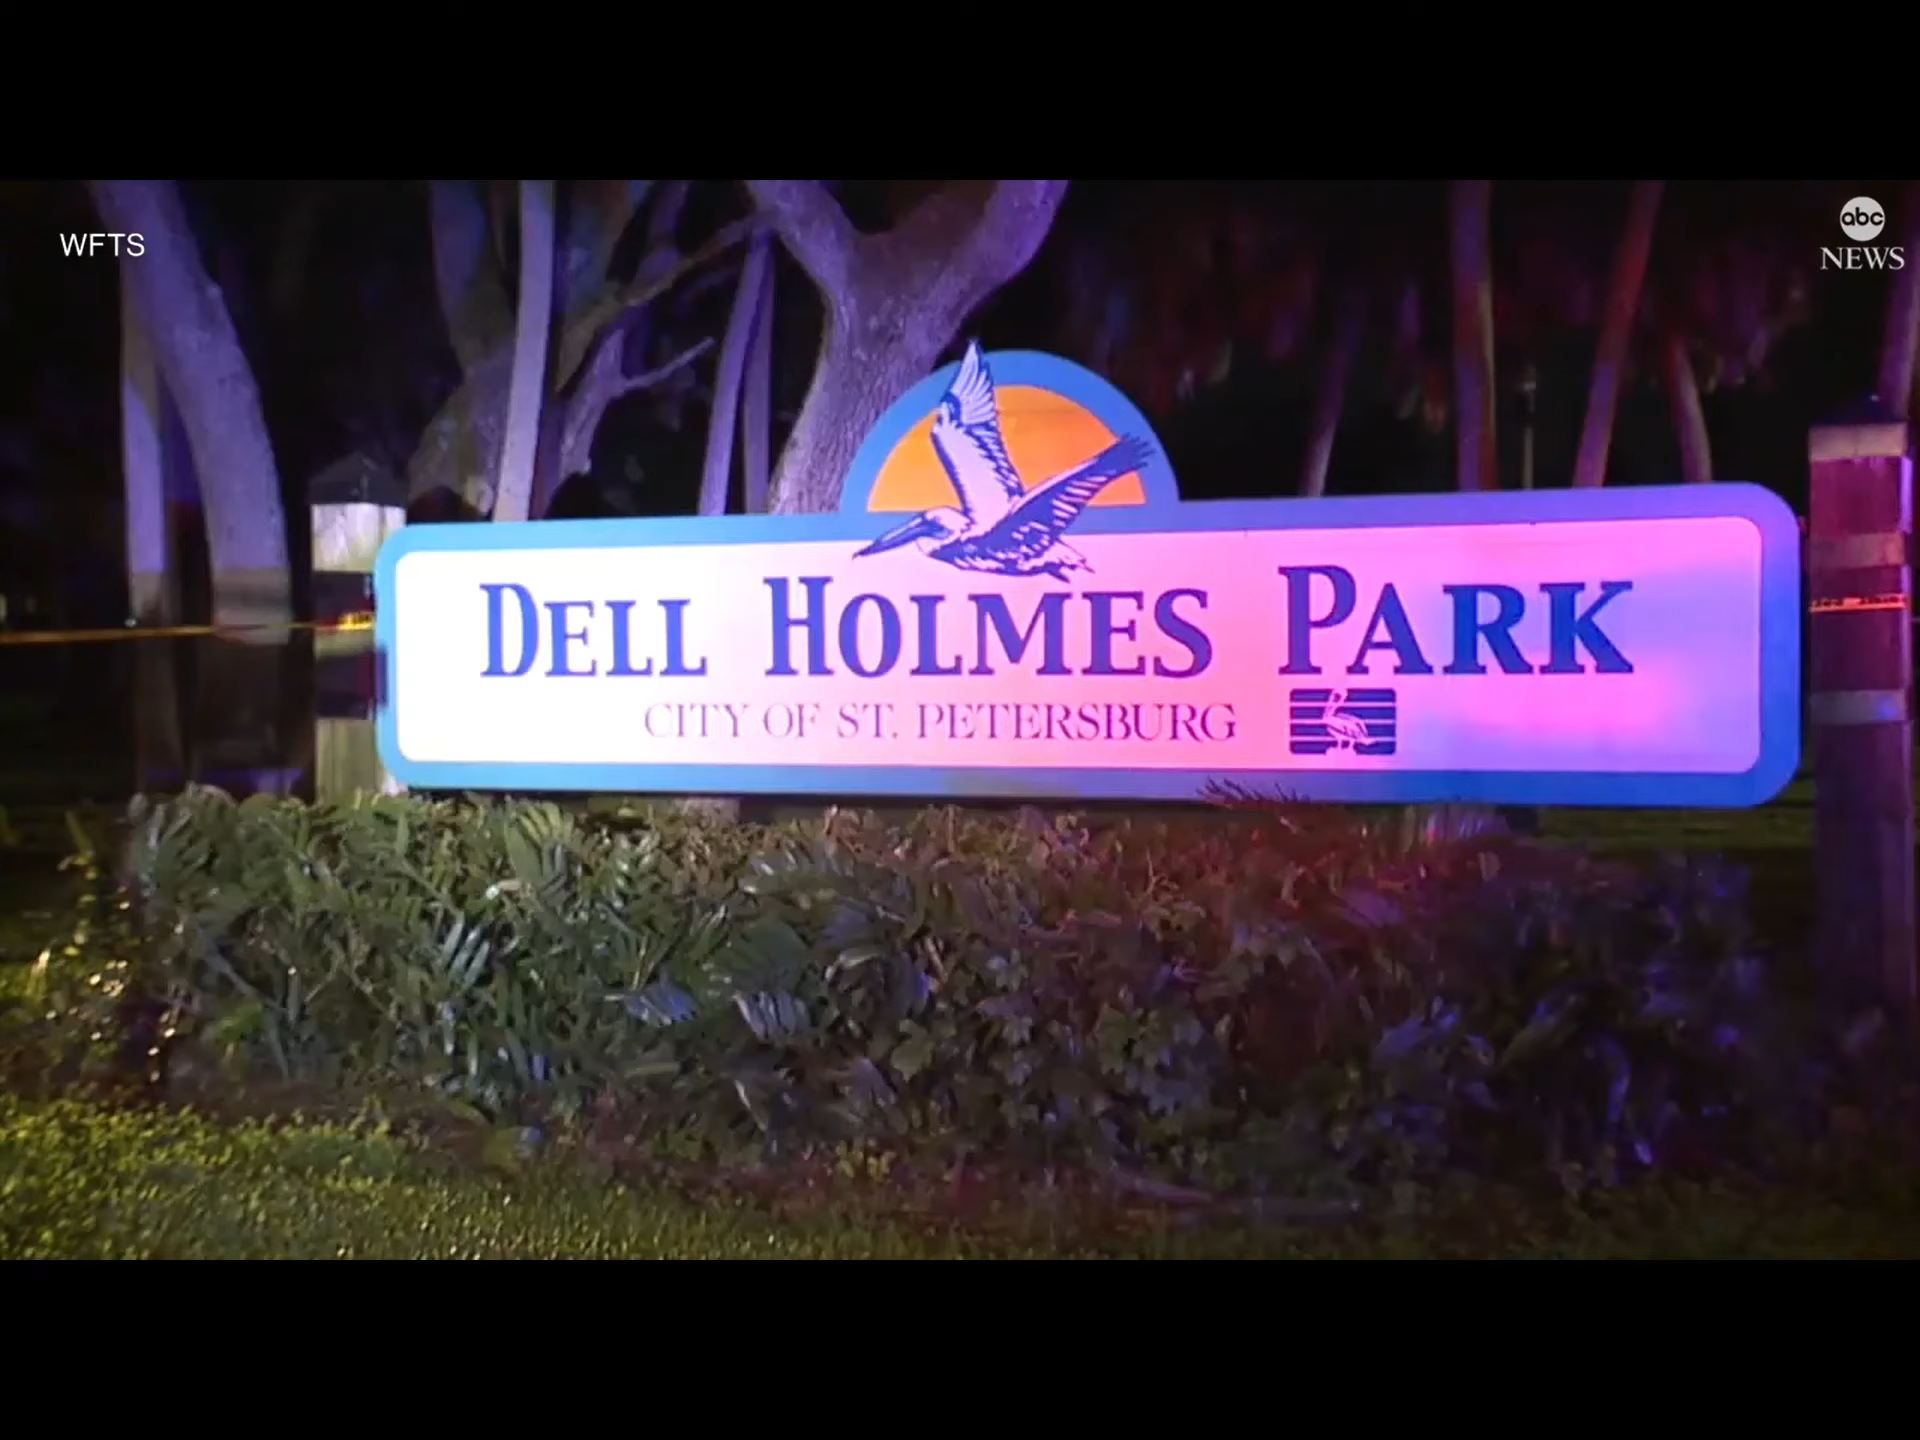 WFTS
abc
NEWS
DELL HOLMES PARK
CITY OF ST. PETERSBURG